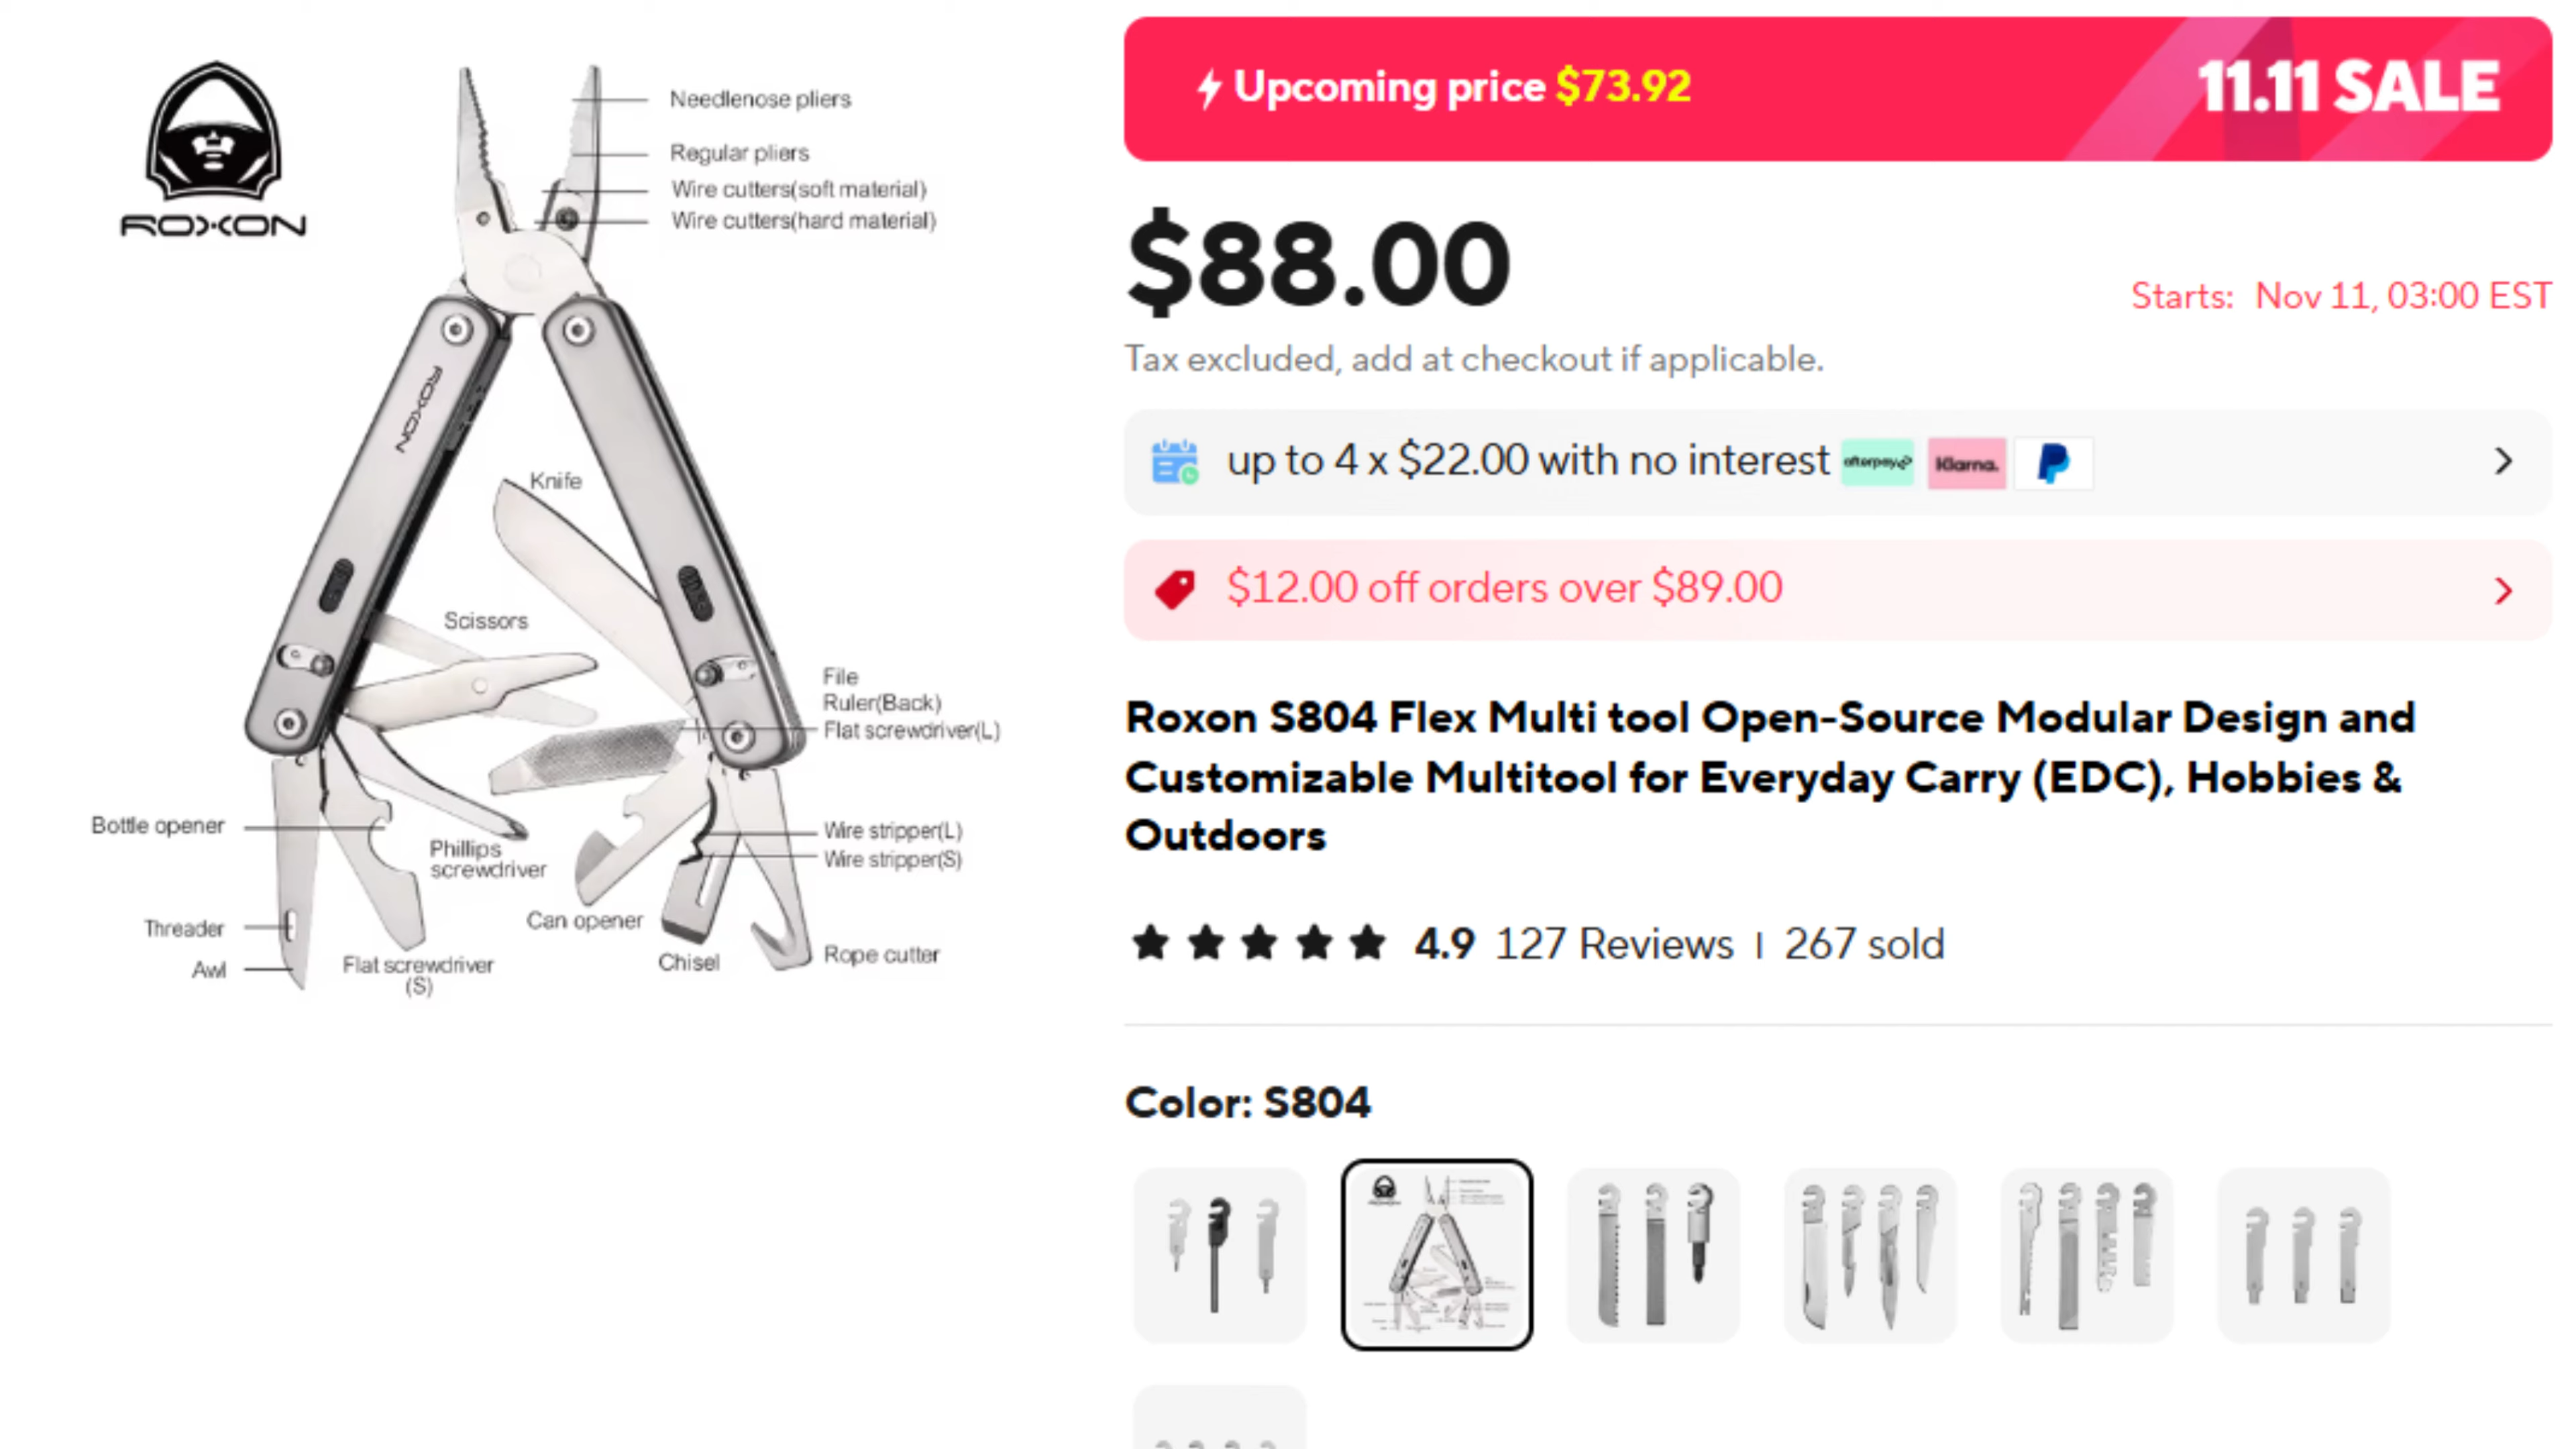 ROXON
Needlenose pliers
Regular pliers
Wire cutters(soft material)
Wire cutters(hard material)
ROXON
Knife
Scissors
File
Ruler(Back)
Flat screwdriver(L)
Bottle opener
Phillips
screwdriver
Wire stripper(L)
Wire stripper(S)
Can opener
Threader
Awl
Flat screwdriver
(S)
Chisel
Rope cutter
Upcoming price $73.92
11.11 SALE
$88.00
Starts: Nov 11, 03:00 EST
Tax excluded, add at checkout if applicable.
up to 4 x $22.00 with no interest afterpay Klarna.
$12.00 off orders over $89.00
Roxon S804 Flex Multi tool Open-Source Modular Design and
Customizable Multitool for Everyday Carry (EDC), Hobbies &
Outdoors
4.9 127 Reviews | 267 sold
Color: S804